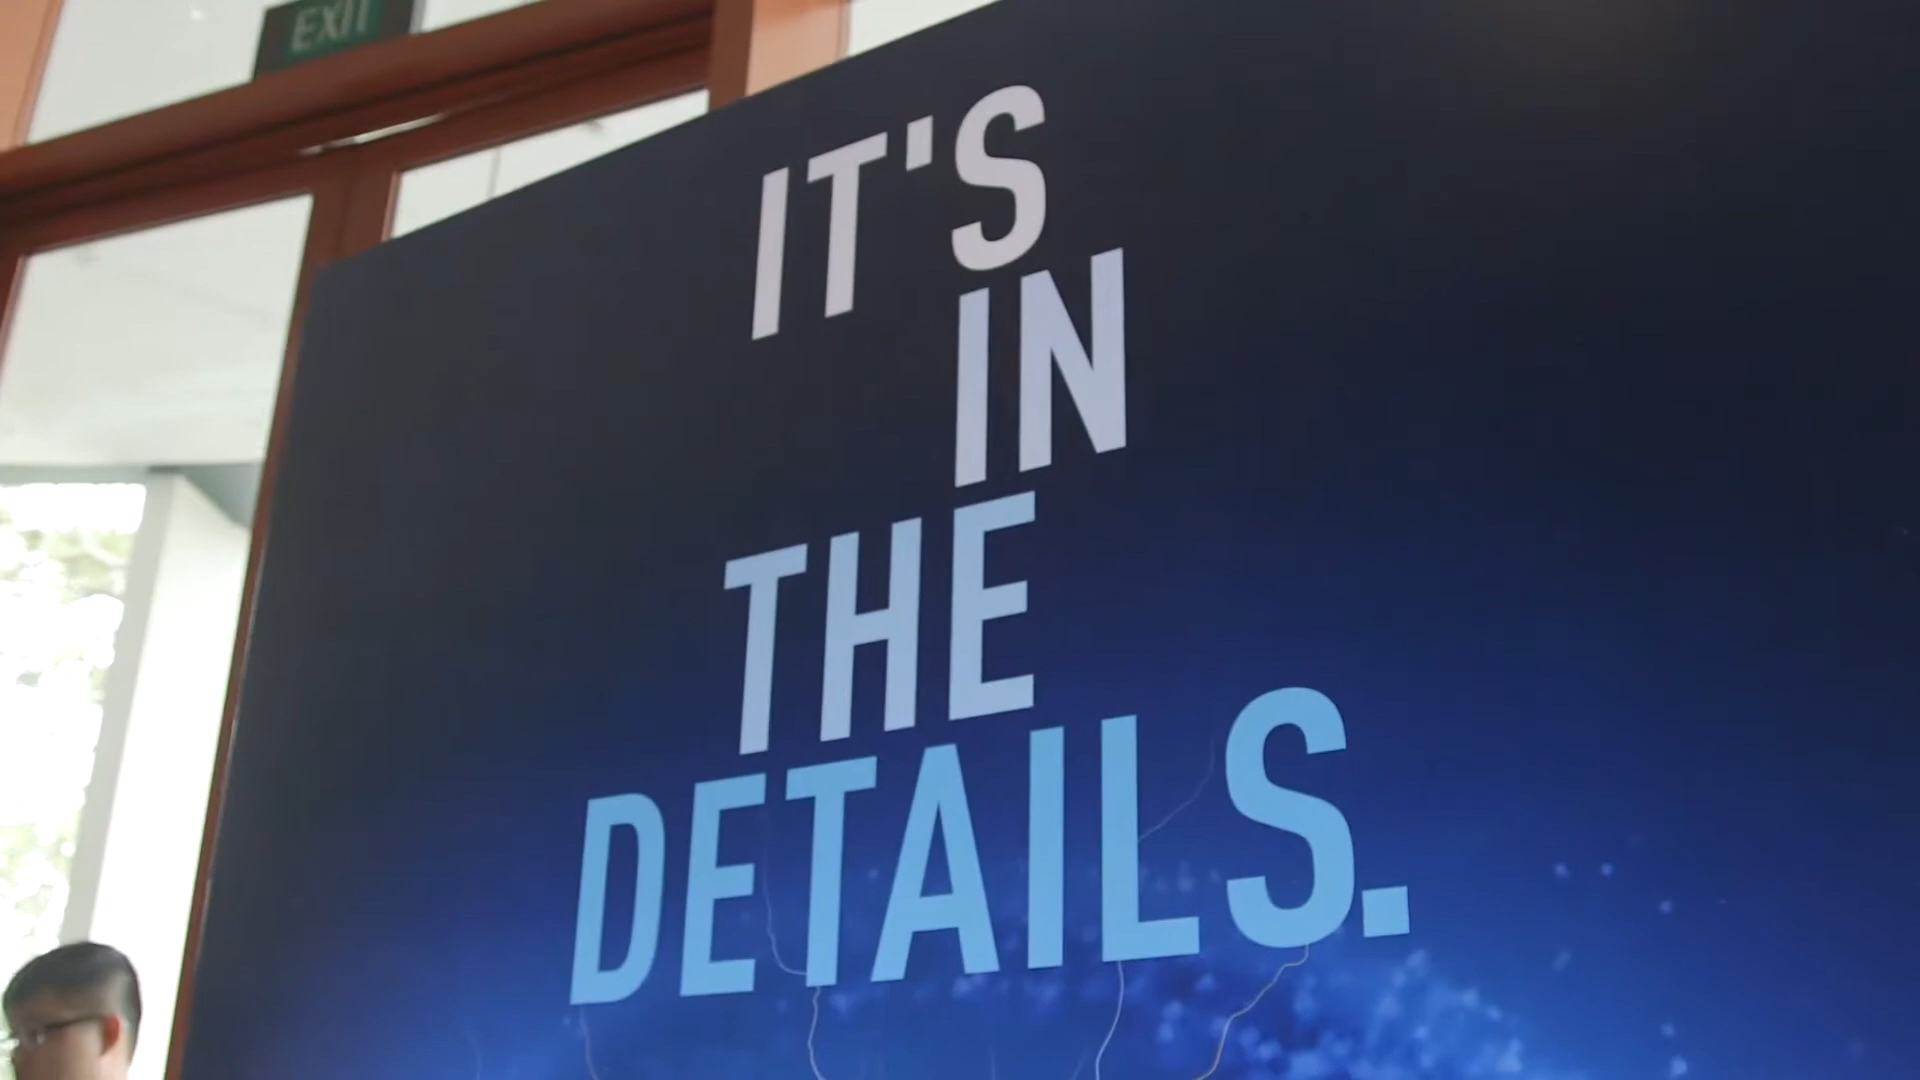 EXIT
IT'S
IN
THE
DETAILS.